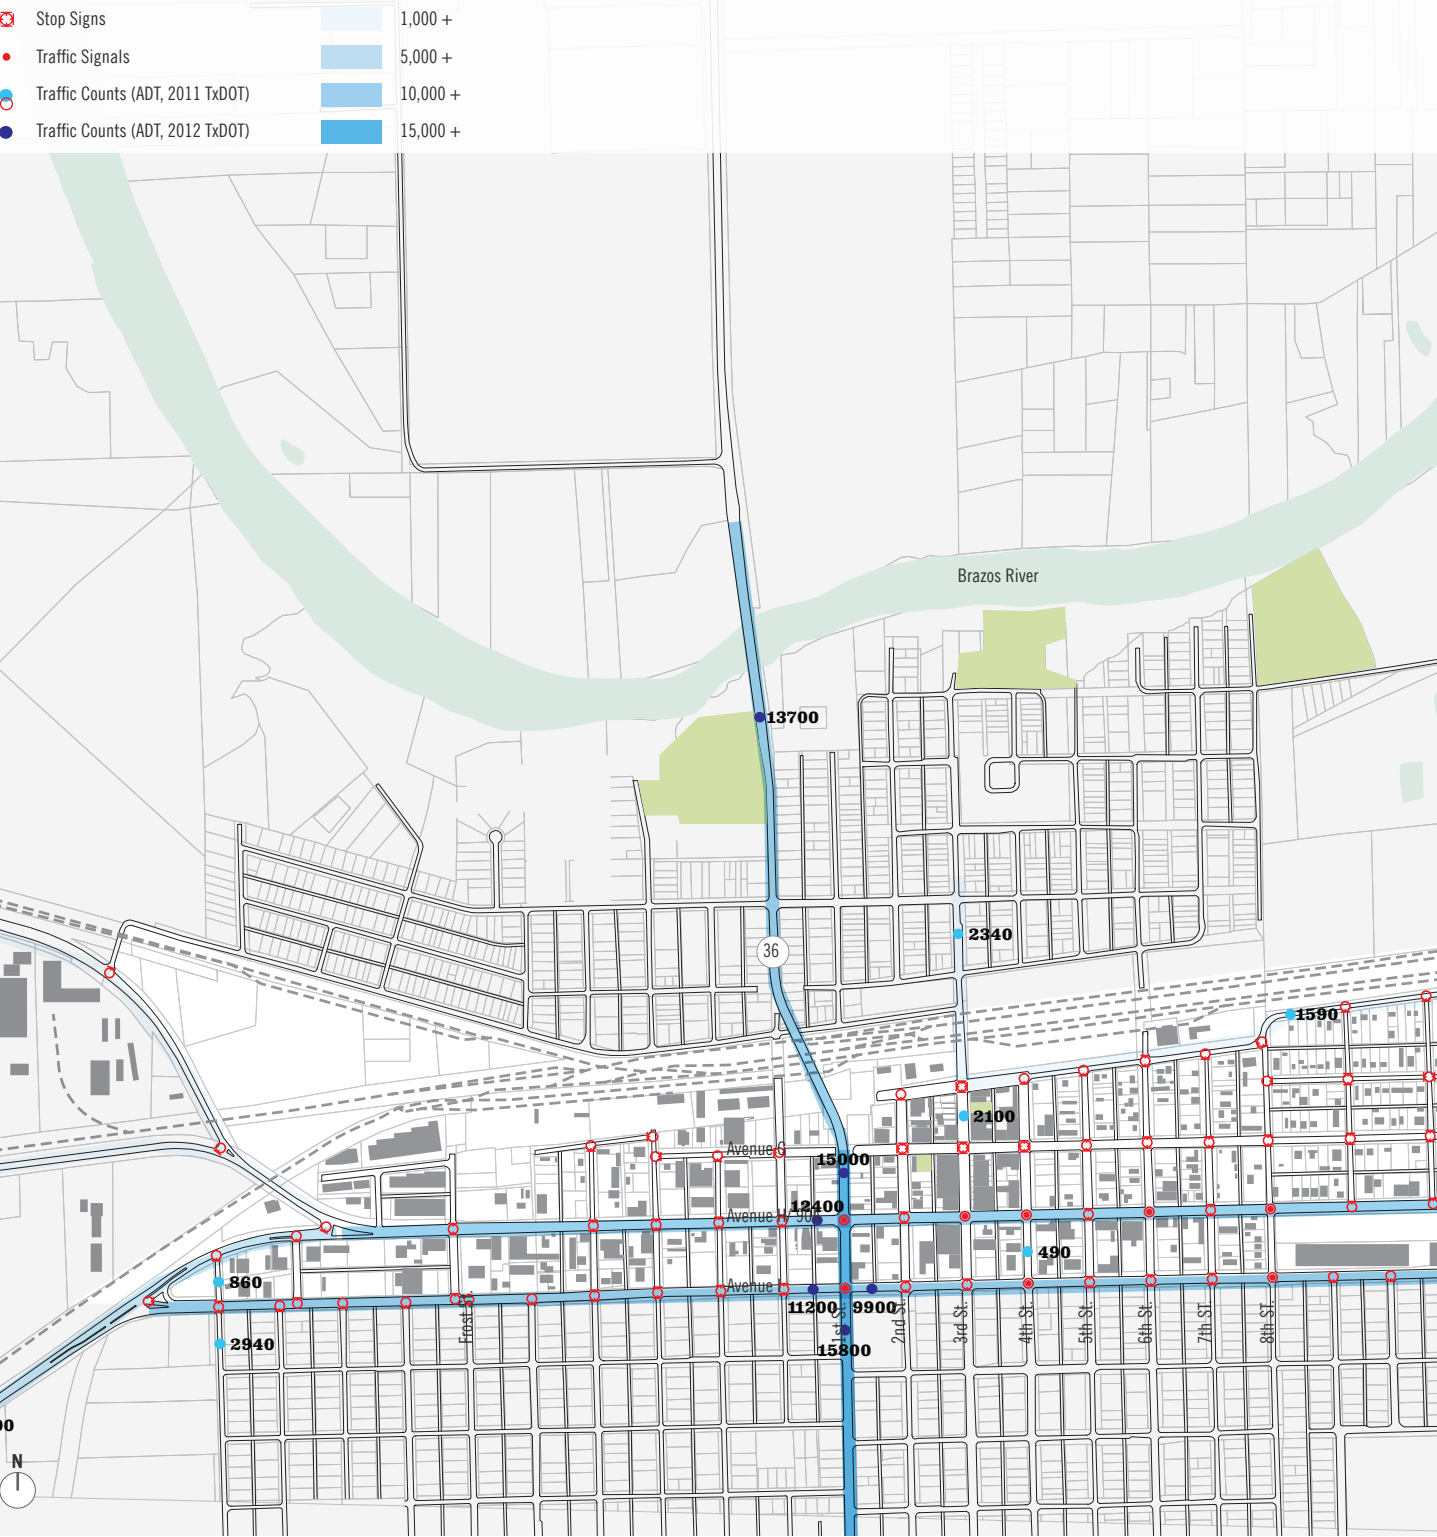 Stop Signs
1,000 +
Traffic Signals
5,000 +
Traffic Counts (ADT, 2011 TxDOT)
10,000 +
Traffic Counts (ADT, 2012 TxDOT)
15,000 +
Brazos River
13700
36
2340
1590
2100
Avenue G
15000
12400
Avenue H/ 90
490
860
Avenue I
11200
9900
15800
2940
Frost St.
1st St.
2nd St.
3rd St.
4th St.
5th St.
6th St.
7th ST.
8th ST.
00
N